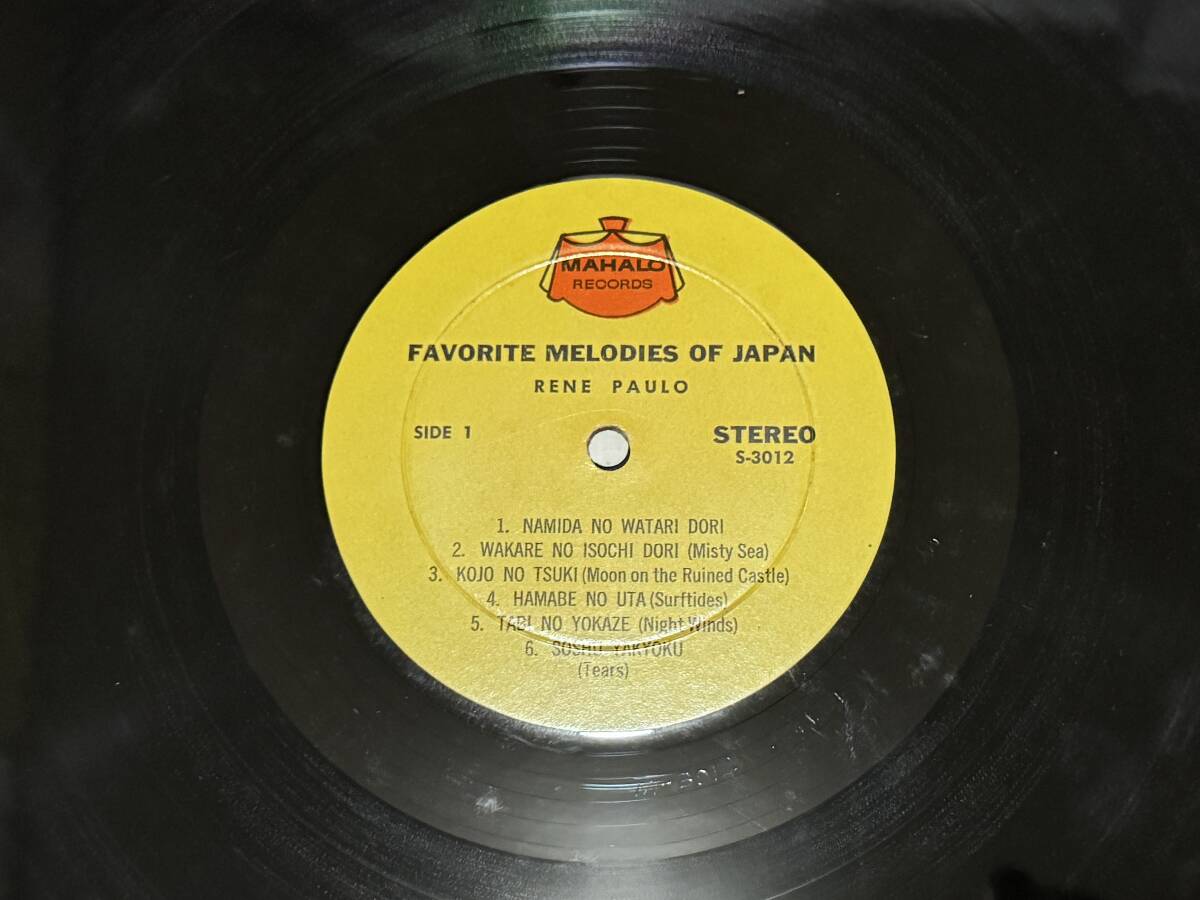 MAHALO
RECORDS
FAVORITE MELODIES OF JAPAN
RENE PAULO
SIDE 1
STEREO
S-3012
1. NAMIDA NO WATARI DORI
2. WAKARE NO ISOCHI DORI (Misty Sea)
3. KOJO NO TSUKI (Moon on the Ruined Castle)
4. HAMABE NO UTA (Surftides)
5. TABI NO YOKAZE (Night Winds)
6. SOSHU YAKYOKU
(Tears)